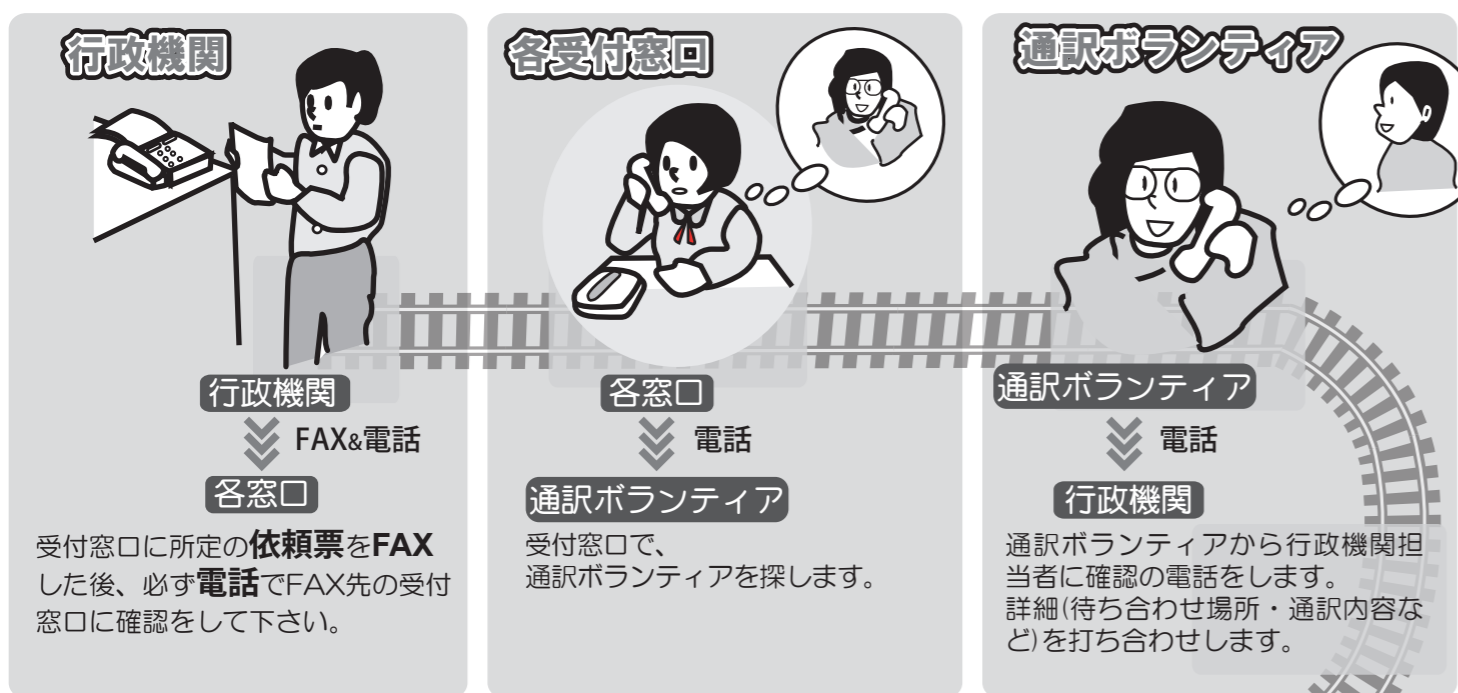 行政機関
行政機関
FAX&電話
各窓口
受付窓口に所定の依頼票をFAX
した後、必ず電話でFAX先の受付
窓口に確認をして下さい。
各受付窓口
各窓口
電話
通訳ボランティア
受付窓口で、
通訳ボランティアを探します。
通訳ボランティア
通訳ボランティア
電話
行政機関
通訳ボランティアから行政機関担
当者に確認の電話をします。
詳細(待ち合わせ場所・通訳内容な
ど)を打ち合わせします。